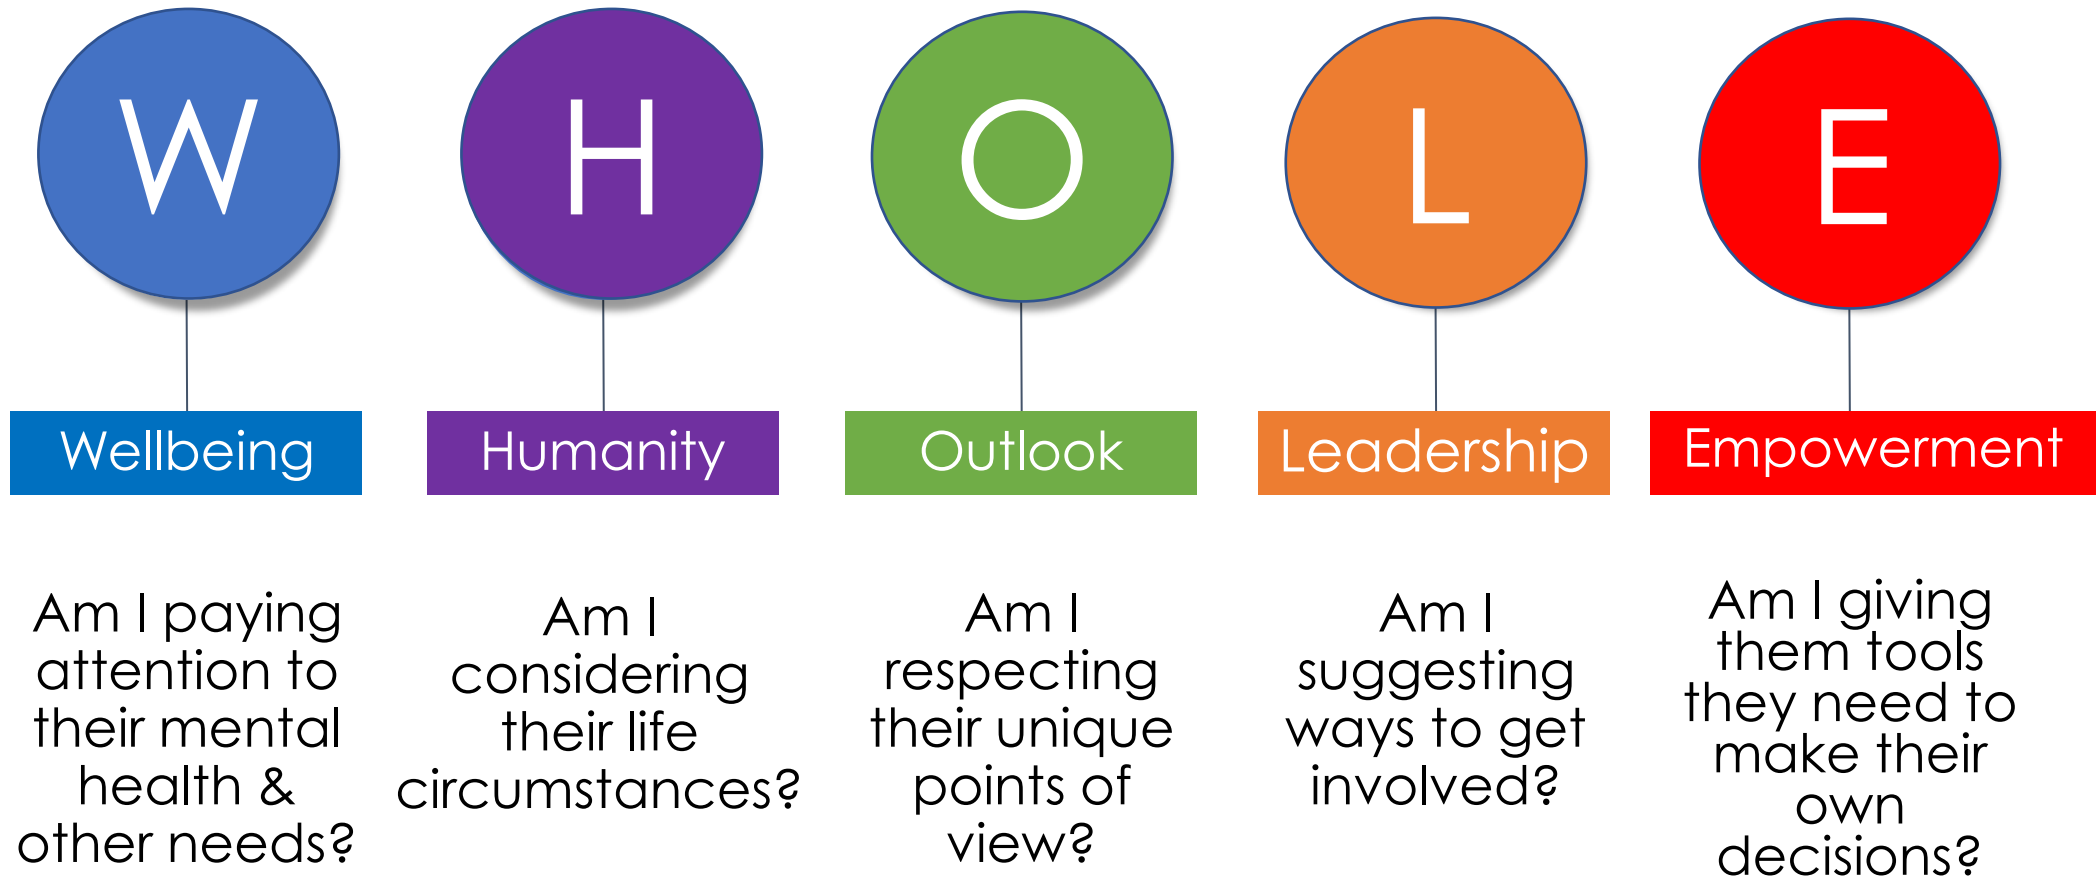 W
H
O
L
E
Wellbeing
Humanity
Outlook
Leadership
Empowerment
Am I paying
attention to
their mental
health &
other needs?
Am I
considering
their life
circumstances?
Am I
respecting
their unique
points of
view?
Am I
suggesting
ways to get
involved?
Am I giving
them tools
they need to
make their
own
decisions?